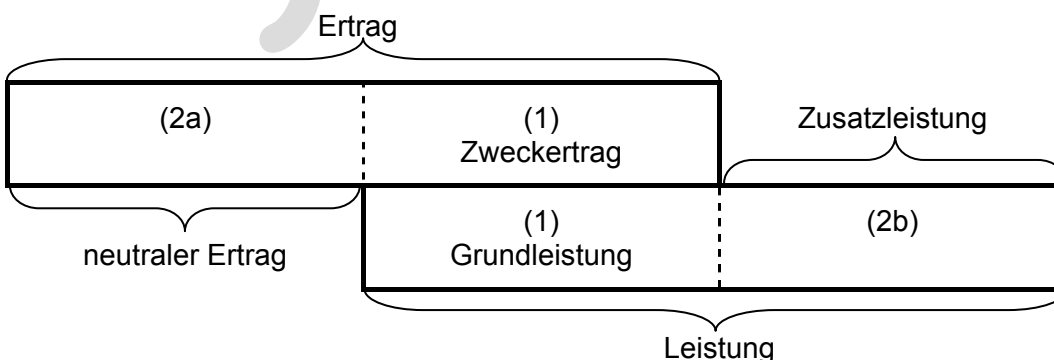 Ertrag
(2a)
(1)
Zweckertrag
Zusatzleistung
neutraler Ertrag
(1)
Grundleistung
(2b)
Leistung